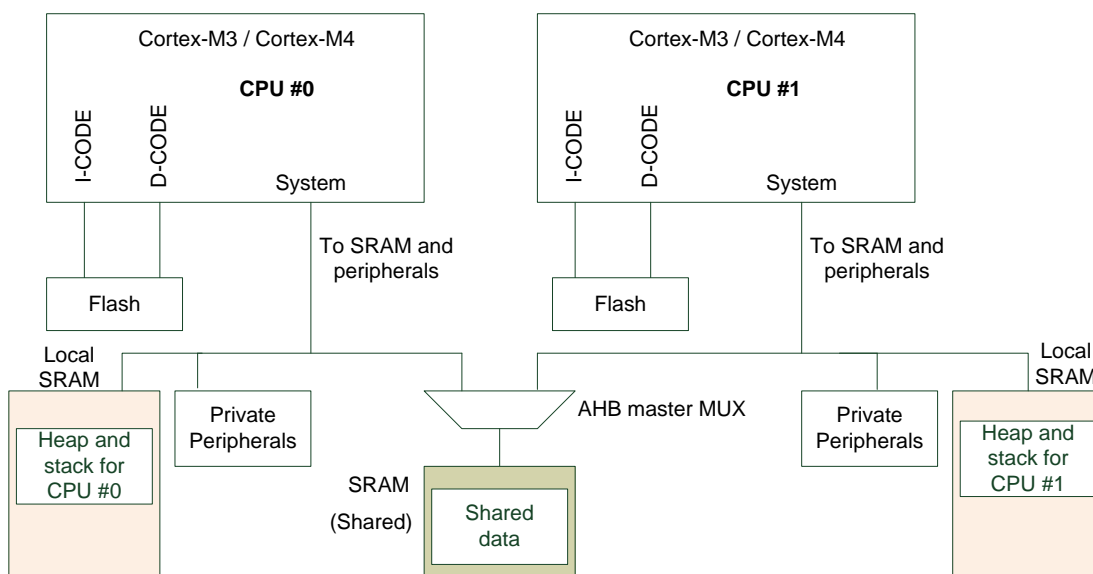 Cortex-M3 / Cortex-M4
CPU #0
I-CODE
D-CODE
System
Cortex-M3 / Cortex-M4
CPU #1
I-CODE
D-CODE
System
To SRAM and
peripherals
To SRAM and
peripherals
Flash
Flash
Local
SRAM
Heap and
stack for
CPU #0
Private
Peripherals
AHB master MUX
SRAM
(Shared)
Shared
data
Private
Peripherals
Local
SRAM
Heap and
stack for
CPU #1